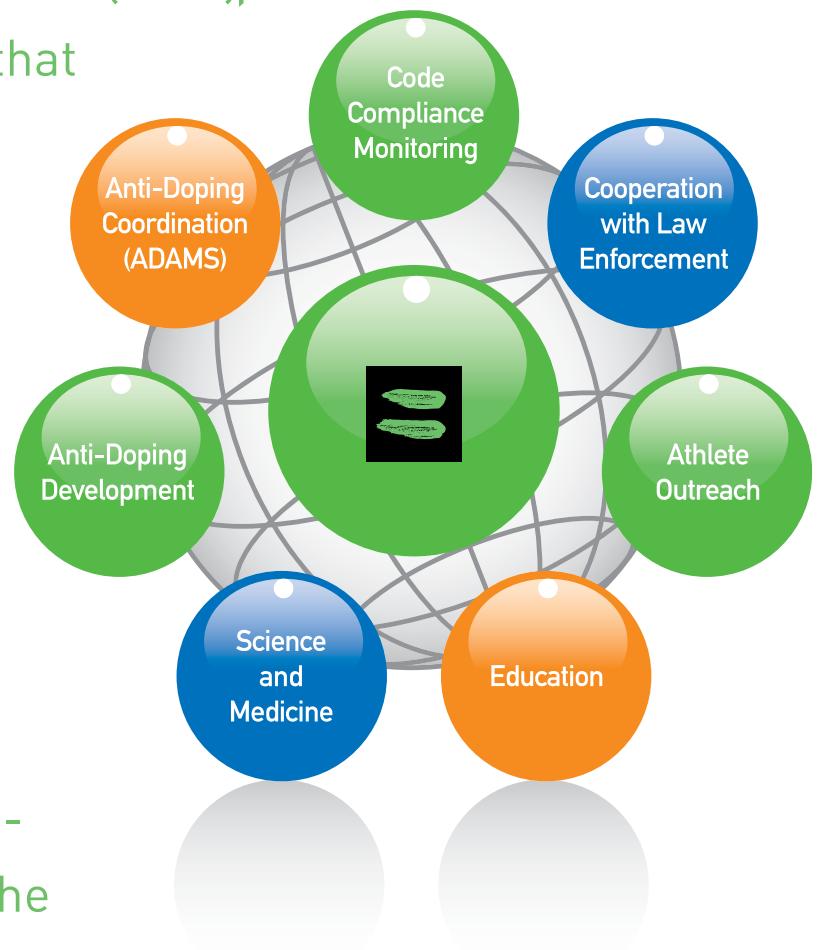 that
Code
Compliance
Monitoring
Anti-Doping
Coordination
(ADAMS)
Cooperation
with Law
Enforcement
Anti-Doping
Development
Athlete
Outreach
Science
and
Medicine
Education
-
he